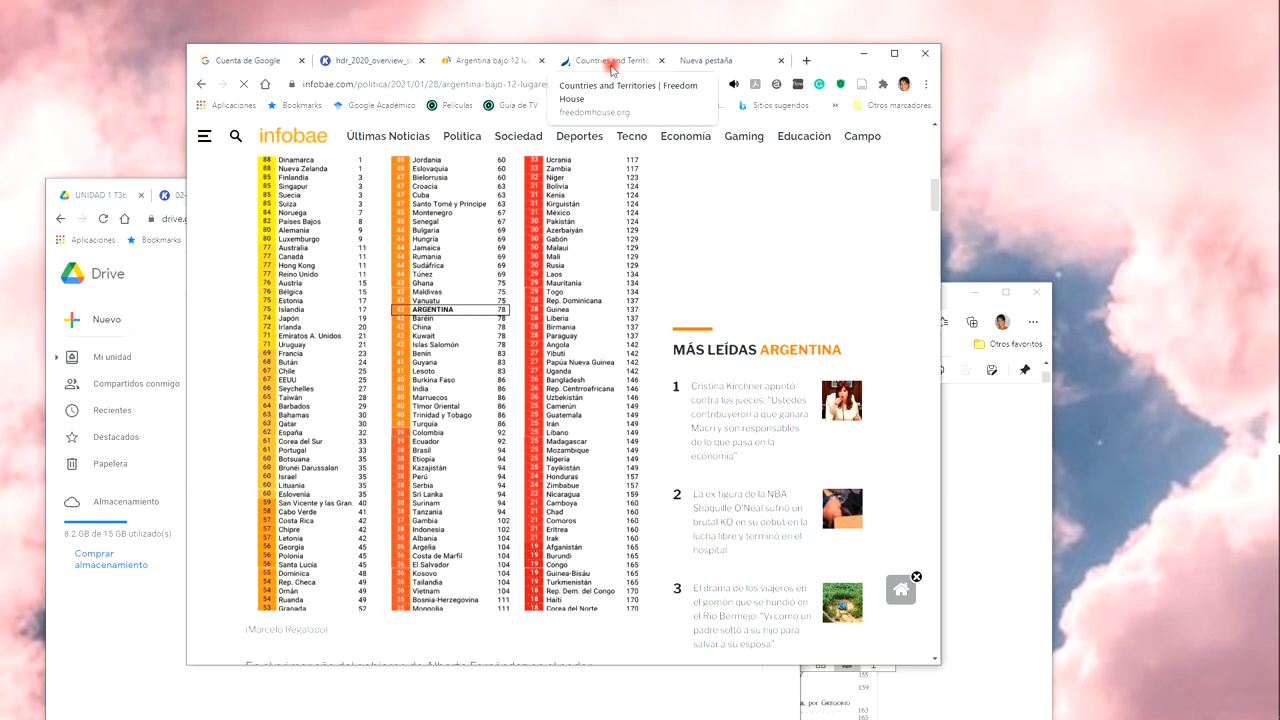 Cuenta de Google
hdr_2020_overview_s
Argentina bajó 12 lu
Countries and Territo
Nueva pestaña
infobae.com/politica/2021/01/28/argentina-bajo-12-lugare
Countries and Territories | Freedom
House
freedomhouse.org
Aplicaciones
Bookmarks
Google Académico
Películas
Guía de TV
Sitios sugeridos
Otros marcadores
infobae
Últimas Noticias
Política
Sociedad
Deportes
Tecno
Economía
Gaming
Educación
Campo
88 Dinamarca 1
88 Nueva Zelanda 1
85 Finlandia 3
85 Singapur 3
85 Suecia 3
85 Suiza 3
84 Noruega 7
82 Países Bajos 8
80 Alemania 9
80 Luxemburgo 9
77 Australia 11
77 Canadá 11
77 Hong Kong 11
77 Reino Unido 11
76 Austria 15
76 Bélgica 15
75 Estonia 17
75 Islandia 17
74 Japón 19
72 Irlanda 20
71 Emiratos A. Unidos 21
71 Uruguay 21
69 Francia 23
68 Bután 24
67 Chile 25
67 EEUU 25
66 Seychelles 27
65 Taiwán 28
64 Barbados 29
63 Bahamas 30
63 Qatar 30
62 España 32
61 Corea del Sur 33
61 Portugal 33
60 Botsuana 35
60 Brunéi Darussalan 35
60 Israel 35
60 Lituania 35
60 Eslovenia 35
59 San Vicente y las Gran 40
58 Cabo Verde 41
57 Costa Rica 42
57 Chipre 42
57 Letonia 42
56 Georgia 45
56 Polonia 45
56 Santa Lucía 45
55 Dominica 48
54 Rep. Checa 49
54 Omán 49
54 Ruanda 49
53 Granada 52
49 Jordania 60
49 Eslovaquia 60
47 Bielorrusia 60
47 Croacia 63
47 Cuba 63
47 Santo Tomé y Príncipe 63
45 Montenegro 67
45 Senegal 67
44 Bulgaria 69
44 Hungría 69
44 Jamaica 69
44 Rumania 69
44 Sudáfrica 69
44 Túnez 69
43 Ghana 75
43 Maldivas 75
43 Vanuatu 75
42 ARGENTINA 78
42 Baréin 78
42 China 78
42 Kuwait 78
42 Islas Salomón 78
41 Benín 83
41 Guyana 83
41 Lesoto 83
40 Burkina Faso 86
40 India 86
40 Marruecos 86
40 TImor Oriental 86
40 Trinidad y Tabago 86
40 Turquía 86
39 Colombia 92
39 Ecuador 92
38 Brasil 94
38 Etiopía 94
38 Kazajistán 94
38 Perú 94
38 Serbia 94
38 Sri Lanka 94
38 Surinam 94
38 Tanzania 94
37 Gambia 102
37 Indonesia 102
36 Albania 104
36 Argelia 104
36 Costa de Marfil 104
36 El Salvador 104
36 Kosovo 104
36 Tailandia 104
36 Vietnam 104
35 Bosnia-Herzegovina 111
35 Mongolia 111
33 Ucrania 117
33 Zambia 117
32 Níger 123
31 Bolivia 124
31 Kenia 124
31 Kirguistán 124
31 México 124
30 Pakistán 124
30 Azerbaiyán 129
30 Gabón 129
30 Malaui 129
30 Mali 129
30 Rusia 129
29 Laos 134
29 Mauritania 134
29 Togo 134
28 Rep. Dominicana 137
28 Guinea 137
28 Liberia 137
28 Birmania 137
27 Angola 142
27 Yibuti 142
27 Papúa Nueva Guinea 142
27 Uganda 142
26 Bangladesh 146
26 Rep. Centrroafricana 146
26 Uzbekistán 146
25 Camerún 149
25 Guatemala 149
25 Irán 149
25 Líbano 149
25 Madagascar 149
25 Mozambique 149
25 Nigeria 149
25 Tayikistán 149
24 Honduras 157
24 Zimbabue 157
22 Nicaragua 159
21 Camboya 160
21 Chad 160
21 Comoros 160
21 Eritrea 160
21 Irak 160
19 Afganistán 165
19 Burundi 165
19 Congo 165
19 Guinea-Bisáu 165
19 Turkmenistán 165
18 Rep. Dem. del Congo 170
18 Haití 170
18 Corea del Norte 170
(Marcelo Regalado)
En el primer año del gobierno de Alberto Fernández en el poder
MÁS LEÍDAS ARGENTINA
1
Cristina Kirchner apuntó
contra los jueces: "Ustedes
contribuyeron a que ganara
Macri y son responsables
de lo que pasa en la
economía"
2
La ex figura de la NBA
Shaquille O'Neal sufrió un
brutal KO en su debut en la
lucha libre y terminó en el
hospital
3
El drama de los viajeros en
el gomón que se hundió en
el Río Bermejo: "Vi como un
padre soltó a su hijo para
salvar a su esposa"
UNIDAD 1 T3b
02-
drive.g
Aplicaciones
Bookmarks
Drive
Nuevo
Mi unidad
Compartidos conmigo
Recientes
Destacados
Papelera
Almacenamiento
8.2 GB de 15 GB utilizado(s)
Comprar
almacenamiento
Otros favoritos
155
159
, por GREGORIO
163
163